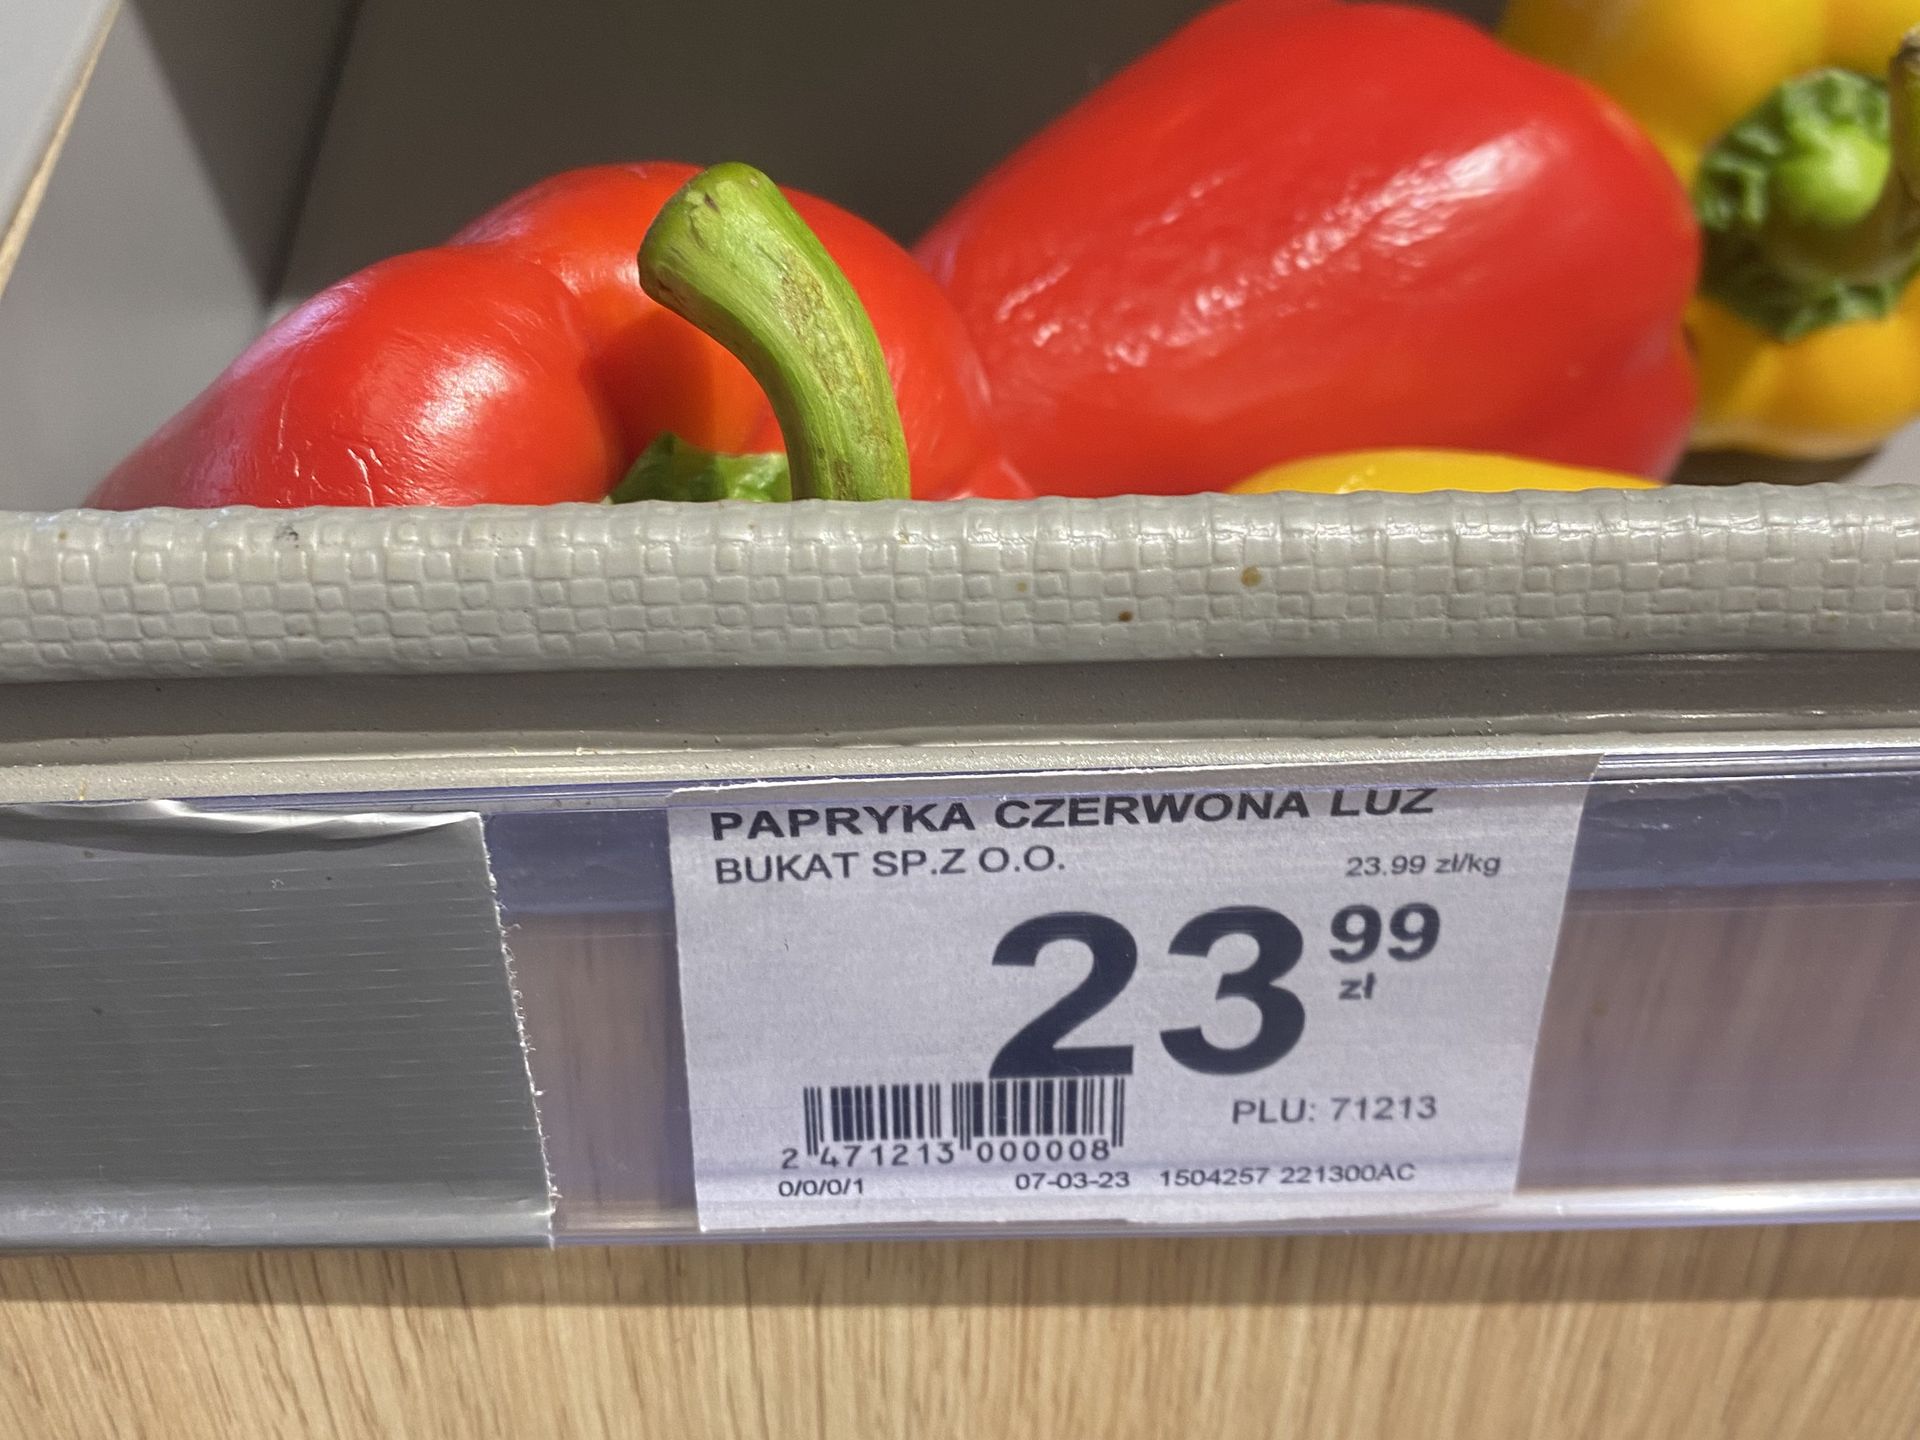 PAPRYKA CZERWONA LUZ
BUKAT SP.Z O.O.
23.99 zł/kg
23 99
zł
PLU: 71213
2 471213 000008
0/0/0/1 07-03-23 1504257 221300AC